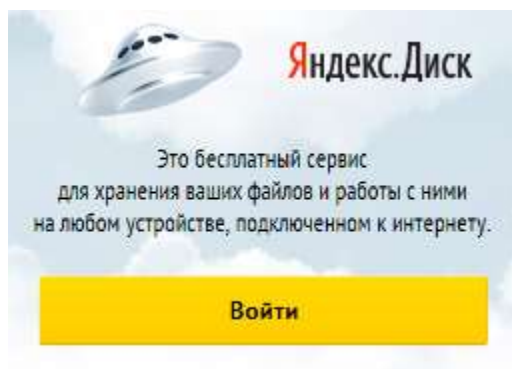 Яндекс.Диск
Это бесплатный сервис
для хранения ваших файлов и работы с ними
на любом устройстве, подключенном к интернету.
Войти